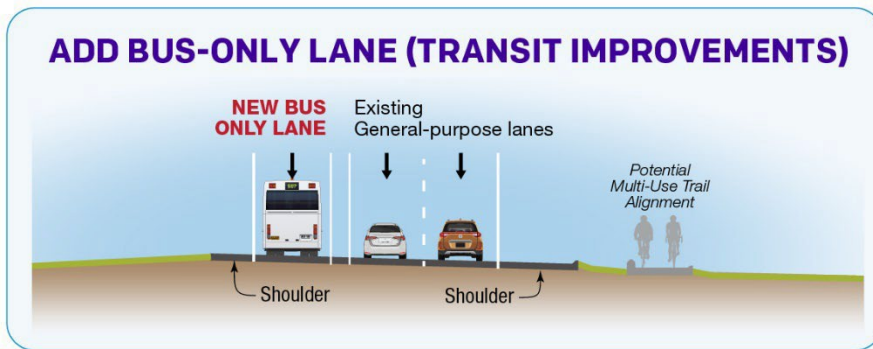 ADD BUS-ONLY LANE (TRANSIT IMPROVEMENTS)
NEW BUS
ONLY LANE
Existing
General-purpose lanes
Potential
Multi-Use Trail
Alignment
Shoulder
Shoulder